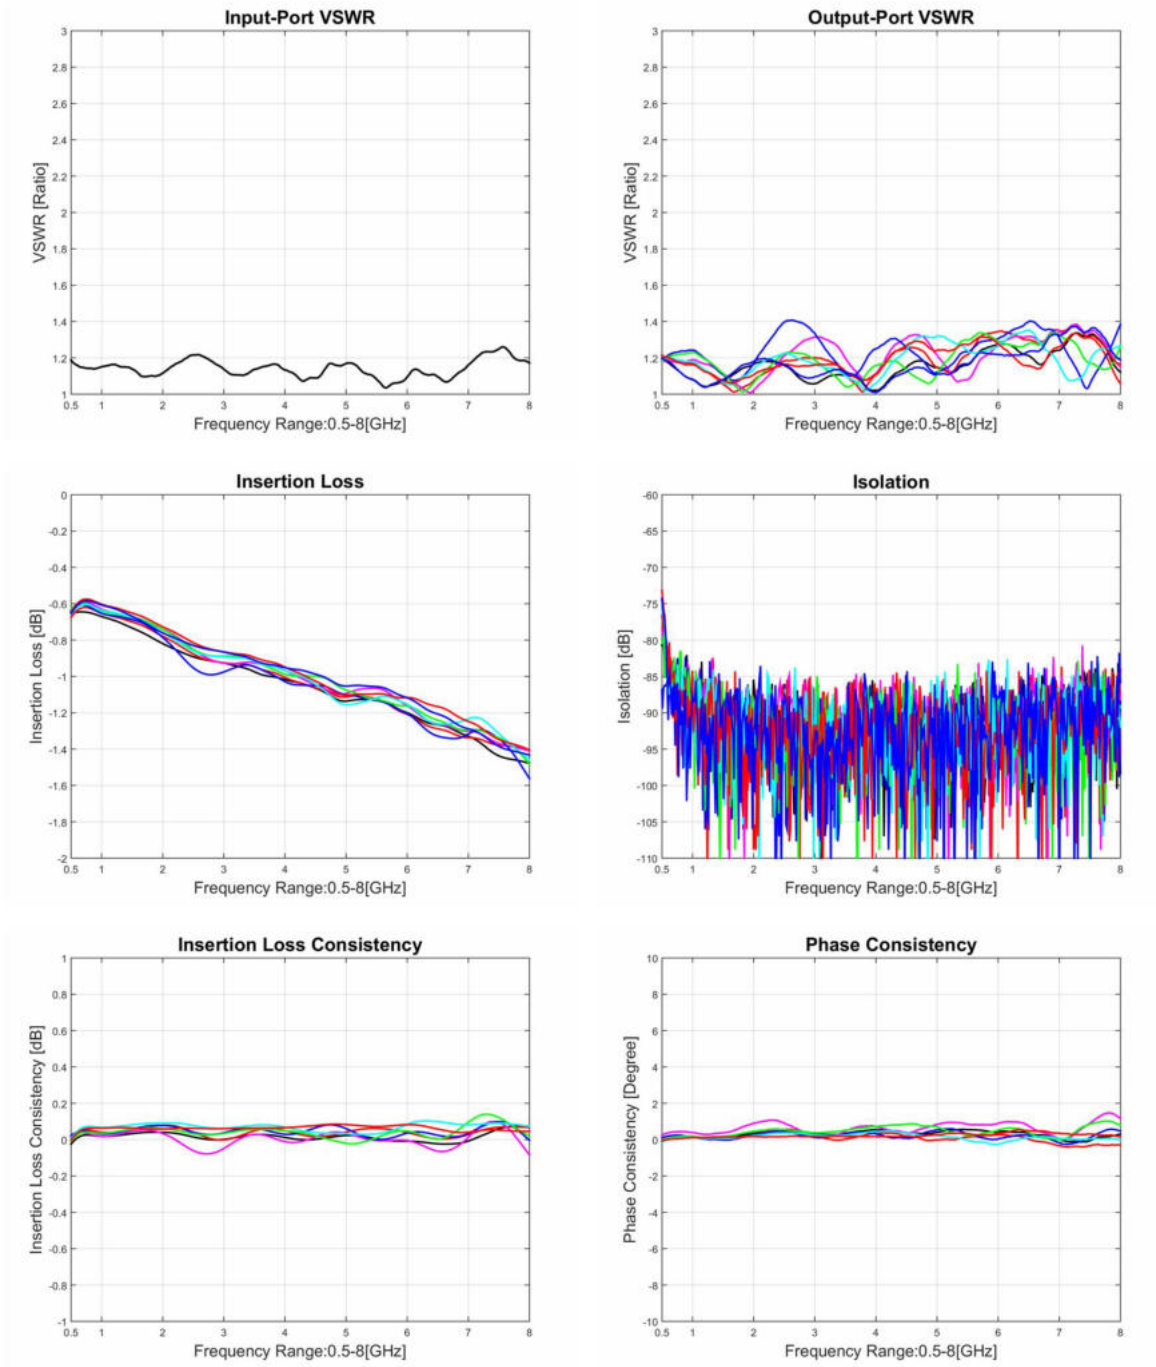 Input-Port VSWR
3
2.8
2.6
2.4
2.2
2
1.8
1.6
1.4
1.2
1
VSWR [Ratio]
0.5 1 2 3 4 5 6 7 8
Frequency Range:0.5-8[GHz]
Output-Port VSWR
3
2.8
2.6
2.4
2.2
2
1.8
1.6
1.4
1.2
1
VSWR [Ratio]
0.5 1 2 3 4 5 6 7 8
Frequency Range:0.5-8[GHz]
Insertion Loss
0
-0.2
-0.4
-0.6
-0.8
-1
-1.2
-1.4
-1.6
-1.8
-2
Insertion Loss [dB]
0.5 1 2 3 4 5 6 7 8
Frequency Range:0.5-8[GHz]
Isolation
-60
-65
-70
-75
-80
-85
-90
-95
-100
-105
-110
Isolation [dB]
0.5 1 2 3 4 5 6 7 8
Frequency Range:0.5-8[GHz]
Insertion Loss Consistency
1
0.8
0.6
0.4
0.2
0
-0.2
-0.4
-0.6
-0.8
-1
Insertion Loss Consistency [dB]
0.5 1 2 3 4 5 6 7 8
Frequency Range:0.5-8[GHz]
Phase Consistency
10
8
6
4
2
0
-2
-4
-6
-8
-10
Phase Consistency [Degree]
0.5 1 2 3 4 5 6 7 8
Frequency Range:0.5-8[GHz]